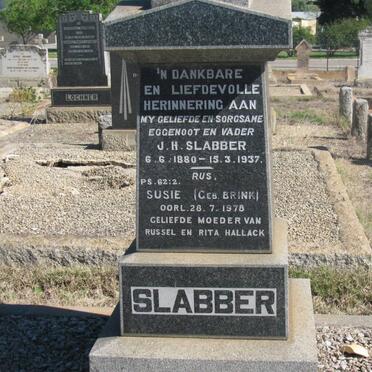 'N DANKBARE
EN LIEFDEVOLLE
HERINNERING AAN
MY GELIEFDE EN SORGSAME
EGGENOOT EN VADER
J.H. SLABBER
6.6.1880 – 15.3.1937.
RUS.
PS. 62:2.
SUSIE (GEB. BRINK)
OORL. 28.7.1978
GELIEFDE MOEDER VAN
RUSSEL EN RITA HALLACK
SLABBER
LOCHNER